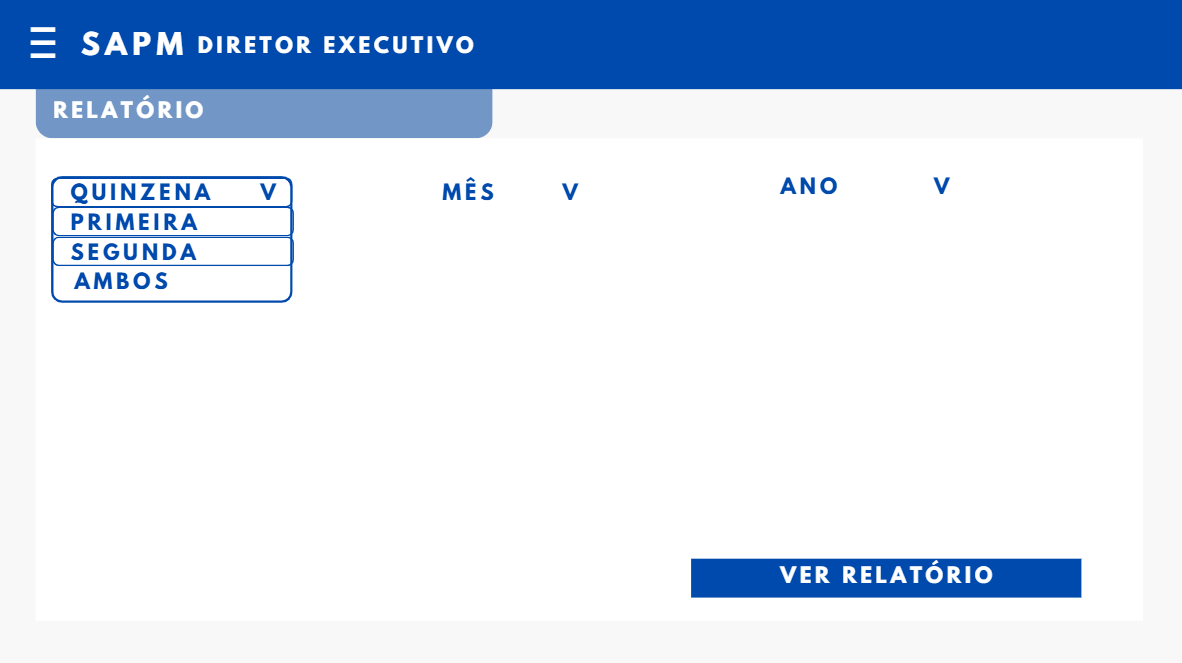 SAPM DIRETOR EXECUTIVO
RELATÓRIO
QUINZENA V
PRIMEIRA
SEGUNDA
AMBOS
MÊS V
ANO V
VER RELATÓRIO